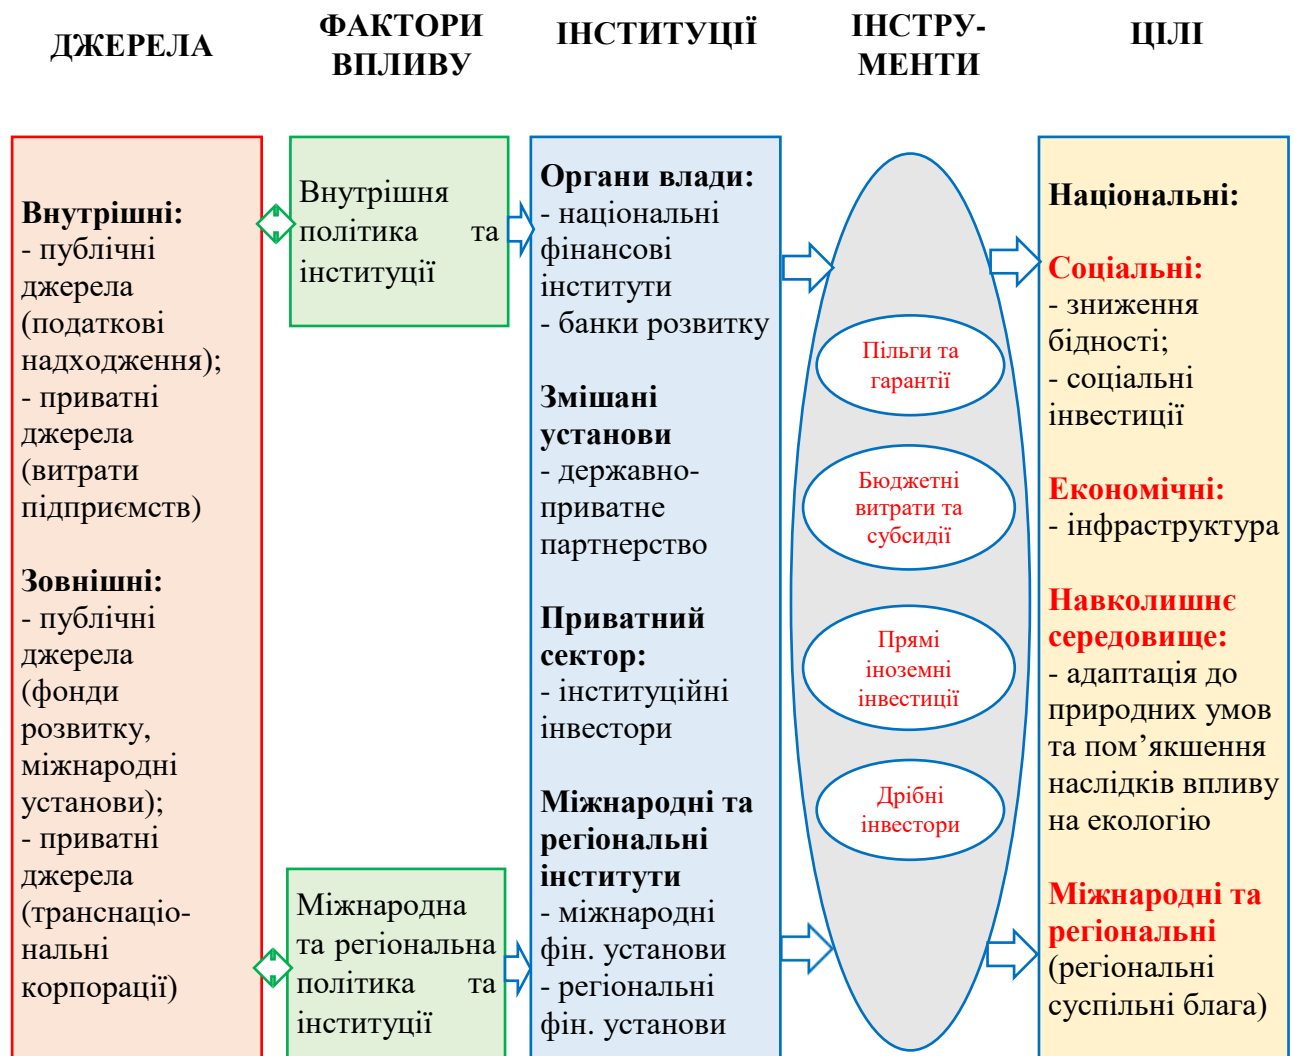 ДЖЕРЕЛА
ФАКТОРИ
ВПЛИВУ
ІНСТИТУЦІЇ
ІНСТРУ-
МЕНТИ
ЦІЛІ
Внутрішні:
- публічні
джерела
(податкові
надходження);
- приватні
джерела
(витрати
підприємств)
Зовнішні:
- публічні
джерела
(фонди
розвитку,
міжнародні
установи);
- приватні
джерела
(транснаціо-
нальні
корпорації)
Внутрішня
політика та
інституції
Міжнародна
та регіональна
політика та
інституції
Органи влади:
- національні
фінансові
інститути
- банки розвитку
Змішані
установи
- державно-
приватне
партнерство
Приватний
сектор:
- інституційні
інвестори
Міжнародні та
регіональні
інститути
- міжнародні
фін. установи
- регіональні
фін. установи
Пільги та
гарантії
Бюджетні
витрати та
субсидії
Прямі
іноземні
інвестиції
Дрібні
інвестори
Національні:
Соціальні:
- зниження
бідності;
- соціальні
інвестиції
Економічні:
- інфраструктура
Навколишнє
середовище:
- адаптація до
природних умов
та пом’якшення
наслідків впливу
на екологію
Міжнародні та
регіональні
(регіональні
суспільні блага)